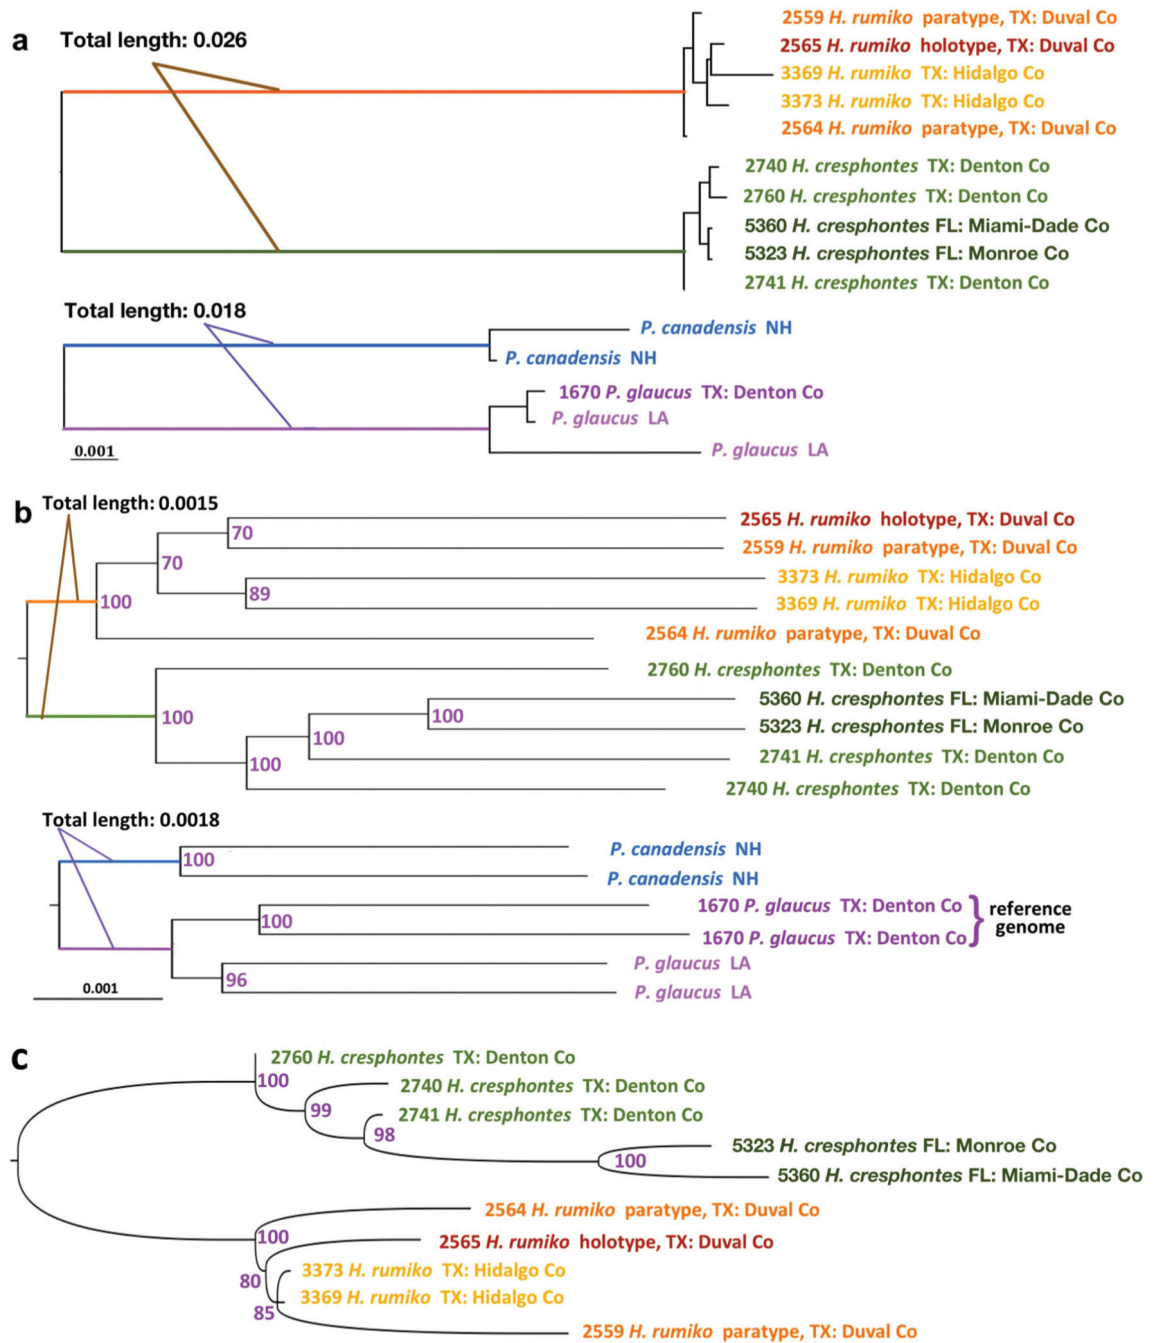 a
Total length: 0.026
2559 H. rumiko paratype, TX: Duval Co
2565 H. rumiko holotype, TX: Duval Co
3369 H. rumiko TX: Hidalgo Co
3373 H. rumiko TX: Hidalgo Co
2564 H. rumiko paratype, TX: Duval Co
2740 H. cresphontes TX: Denton Co
2760 H. cresphontes TX: Denton Co
5360 H. cresphontes FL: Miami-Dade Co
5323 H. cresphontes FL: Monroe Co
2741 H. cresphontes TX: Denton Co
Total length: 0.018
P. canadensis NH
P. canadensis NH
1670 P. glaucus TX: Denton Co
P. glaucus LA
P. glaucus LA
0.001
b
Total length: 0.0015
2565 H. rumiko holotype, TX: Duval Co
70
2559 H. rumiko paratype, TX: Duval Co
70
3373 H. rumiko TX: Hidalgo Co
89
3369 H. rumiko TX: Hidalgo Co
100
2564 H. rumiko paratype, TX: Duval Co
2760 H. cresphontes TX: Denton Co
5360 H. cresphontes FL: Miami-Dade Co
100
100
5323 H. cresphontes FL: Monroe Co
100
2741 H. cresphontes TX: Denton Co
100
2740 H. cresphontes TX: Denton Co
Total length: 0.0018
P. canadensis NH
100
P. canadensis NH
1670 P. glaucus TX: Denton Co
100
1670 P. glaucus TX: Denton Co
reference
genome
P. glaucus LA
96
P. glaucus LA
0.001
c
2760 H. cresphontes TX: Denton Co
100
2740 H. cresphontes TX: Denton Co
99
2741 H. cresphontes TX: Denton Co
98
5323 H. cresphontes FL: Monroe Co
100
5360 H. cresphontes FL: Miami-Dade Co
2564 H. rumiko paratype, TX: Duval Co
100
2565 H. rumiko holotype, TX: Duval Co
3373 H. rumiko TX: Hidalgo Co
80
3369 H. rumiko TX: Hidalgo Co
85
2559 H. rumiko paratype, TX: Duval Co